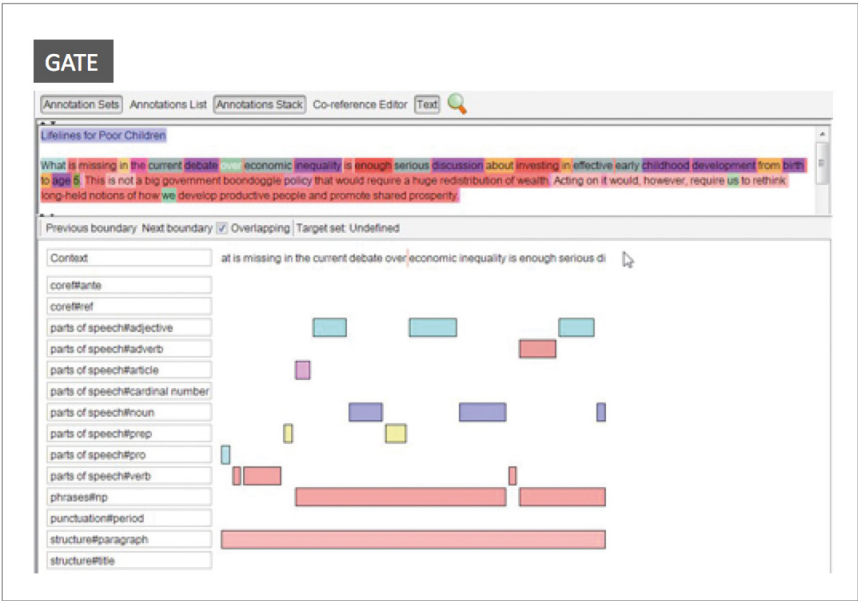 GATE
Annotation Sets Annotations List Annotations Stack Co-reference Editor Text
Lifelines for Poor Children
What is missing in the current debate over economic inequality is enough serious discussion about investing in effective early childhood development from birth
to age 5. This is not a big government boondoggle policy that would require a huge redistribution of wealth. Acting on it would, however, require us to rethink
long-held notions of how we develop productive people and promote shared prosperity.
Previous boundary Next boundary Overlapping Target set: Undefined
Context at is missing in the current debate over economic inequality is enough serious di
coref#ante
coref#ref
parts of speech#adjective
parts of speech#adverb
parts of speech#article
parts of speech#cardinal number
parts of speech#noun
parts of speech#prep
parts of speech#pro
parts of speech#verb
phrases#np
punctuation#period
structure#paragraph
structure#title